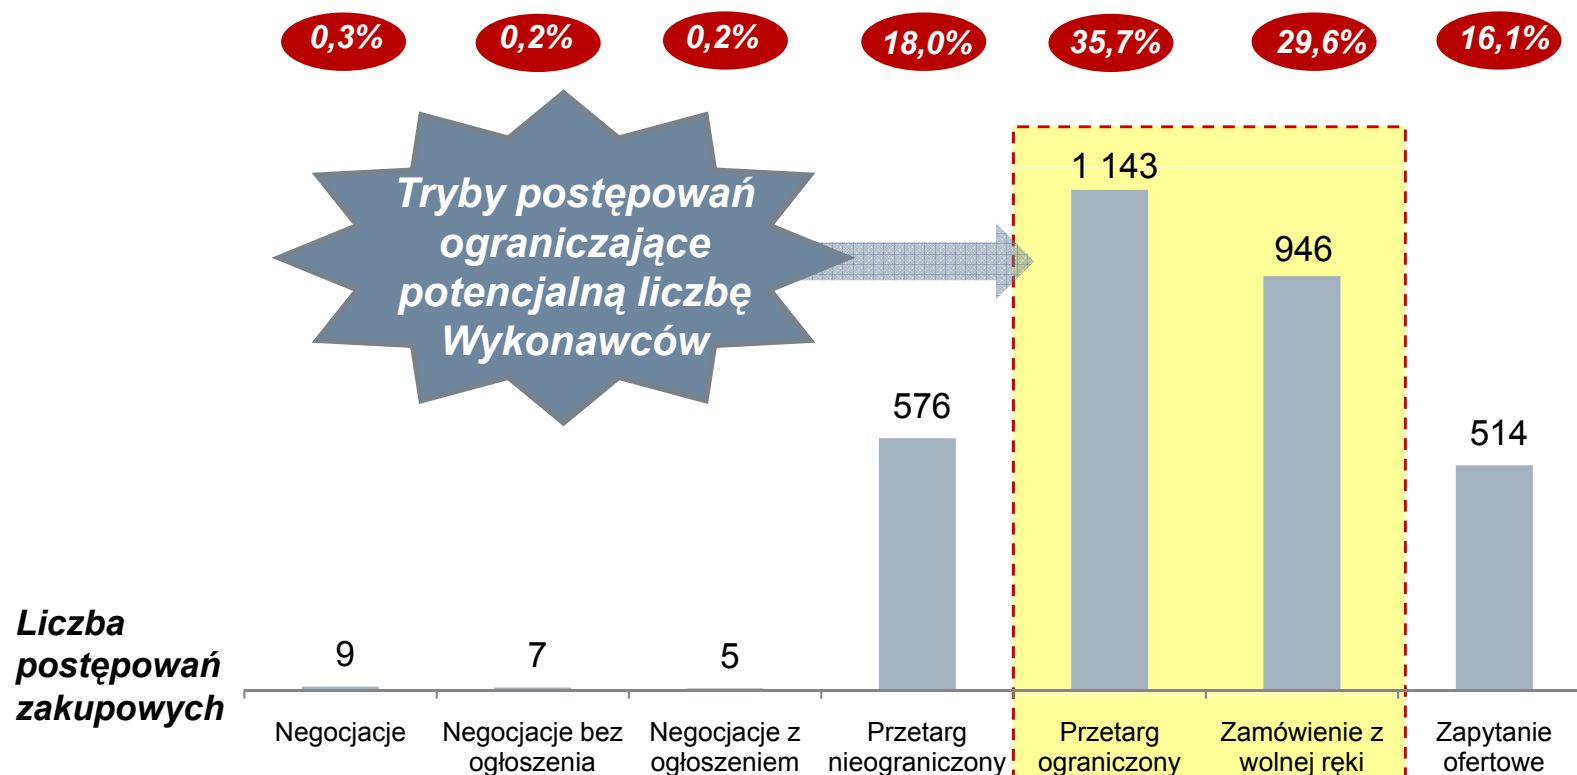 0,3% 0,2% 0,2% 18,0% 35,7% 29,6% 16,1%
Tryby postępowań
ograniczające
potencjalną liczbę
Wykonawców
1 143
946
576
514
9
7
5
Liczba
postępowań
zakupowych
Negocjacje
Negocjacje bez
ogłoszenia
Negocjacje z
ogłoszeniem
Przetarg
nieograniczony
Przetarg
ograniczony
Zamówienie z
wolnej ręki
Zapytanie
ofertowe